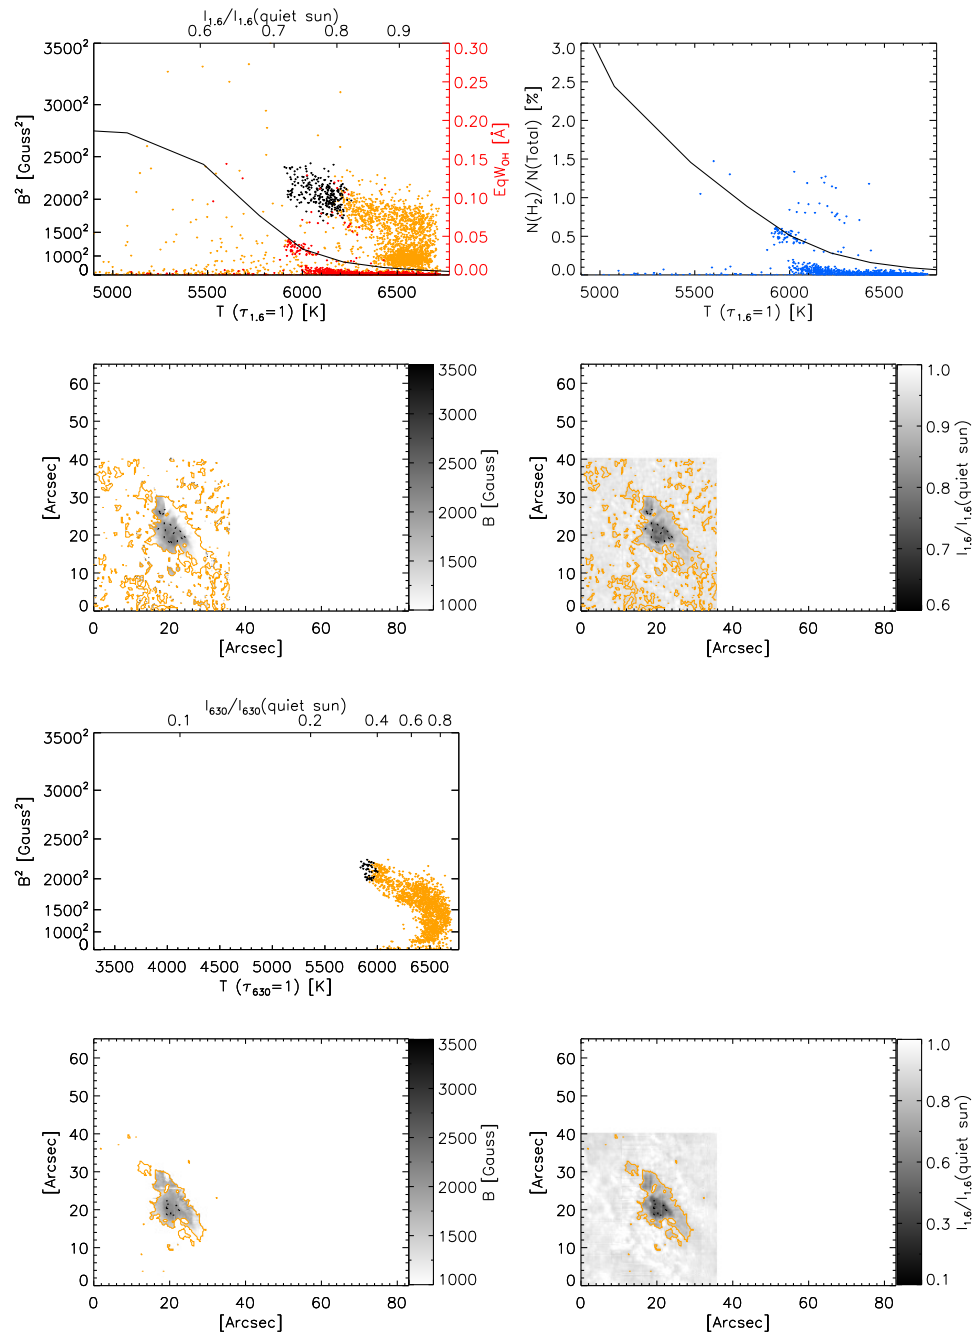 I1.6/I1.6(quiet sun)
0.6 0.7 0.8 0.9
3500²
3000²
2500²
2000²
1500²
1000²
0
B² [Gauss²]
0.30
0.25
0.20
0.15
0.10
0.05
0.00
EqWOH [Å]
5000 5500 6000 6500
T (τ1.6=1) [K]
3.0
2.5
2.0
1.5
1.0
0.5
0.0
N(H2)/N(Total) [%]
5000 5500 6000 6500
T (τ1.6=1) [K]
60
50
40
30
20
10
0
[Arcsec]
0 20 40 60 80
[Arcsec]
3500
3000
2500
2000
1500
1000
B [Gauss]
60
50
40
30
20
10
0
[Arcsec]
0 20 40 60 80
[Arcsec]
1.0
0.9
0.8
0.7
0.6
I1.6/I1.6(quiet sun)
I630/I630(quiet sun)
0.1 0.2 0.4 0.6 0.8
3500²
3000²
2500²
2000²
1500²
1000²
0
B² [Gauss²]
3500 4000 4500 5000 5500 6000 6500
T (τ630=1) [K]
60
50
40
30
20
10
0
[Arcsec]
0 20 40 60 80
[Arcsec]
3500
3000
2500
2000
1500
1000
B [Gauss]
60
50
40
30
20
10
0
[Arcsec]
0 20 40 60 80
[Arcsec]
1.0
0.8
0.6
0.3
0.1
I1.6/I1.6(quiet sun)